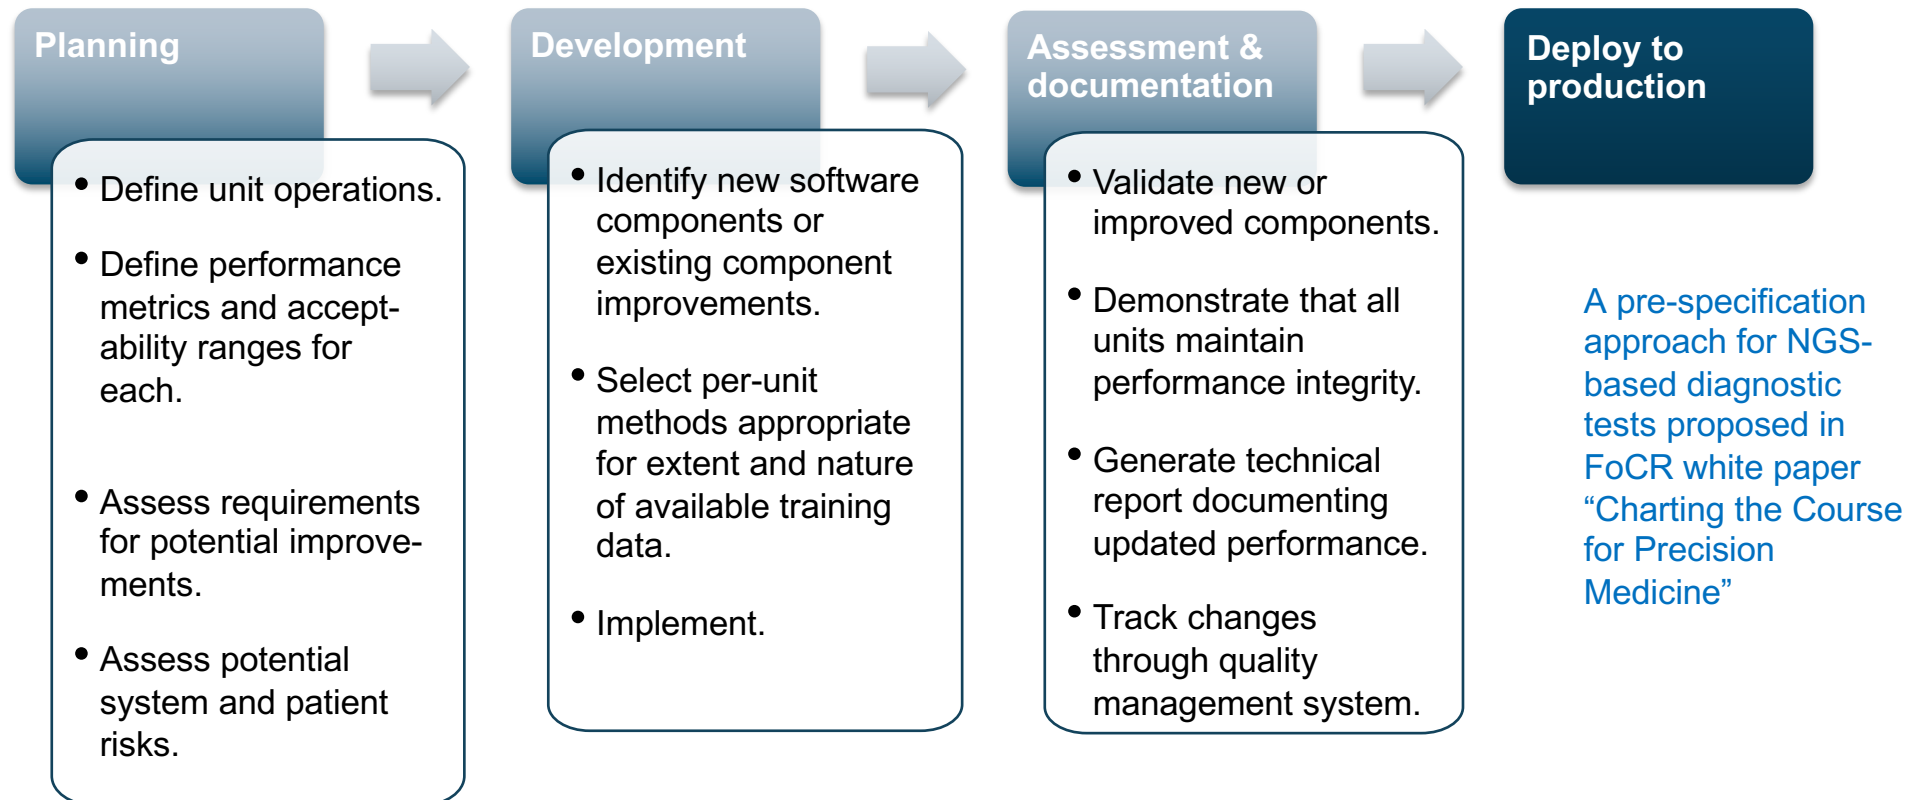 Planning
• Define unit operations.
• Define performance
metrics and accept-
ability ranges for
each.
• Assess requirements
for potential improve-
ments.
• Assess potential
system and patient
risks.
Development
• Identify new software
components or
existing component
improvements.
• Select per-unit
methods appropriate
for extent and nature
of available training
data.
• Implement.
Assessment &
documentation
• Validate new or
improved components.
• Demonstrate that all
units maintain
performance integrity.
• Generate technical
report documenting
updated performance.
• Track changes
through quality
management system.
Deploy to
production
A pre-specification
approach for NGS-
based diagnostic
tests proposed in
FoCR white paper
“Charting the Course
for Precision
Medicine”